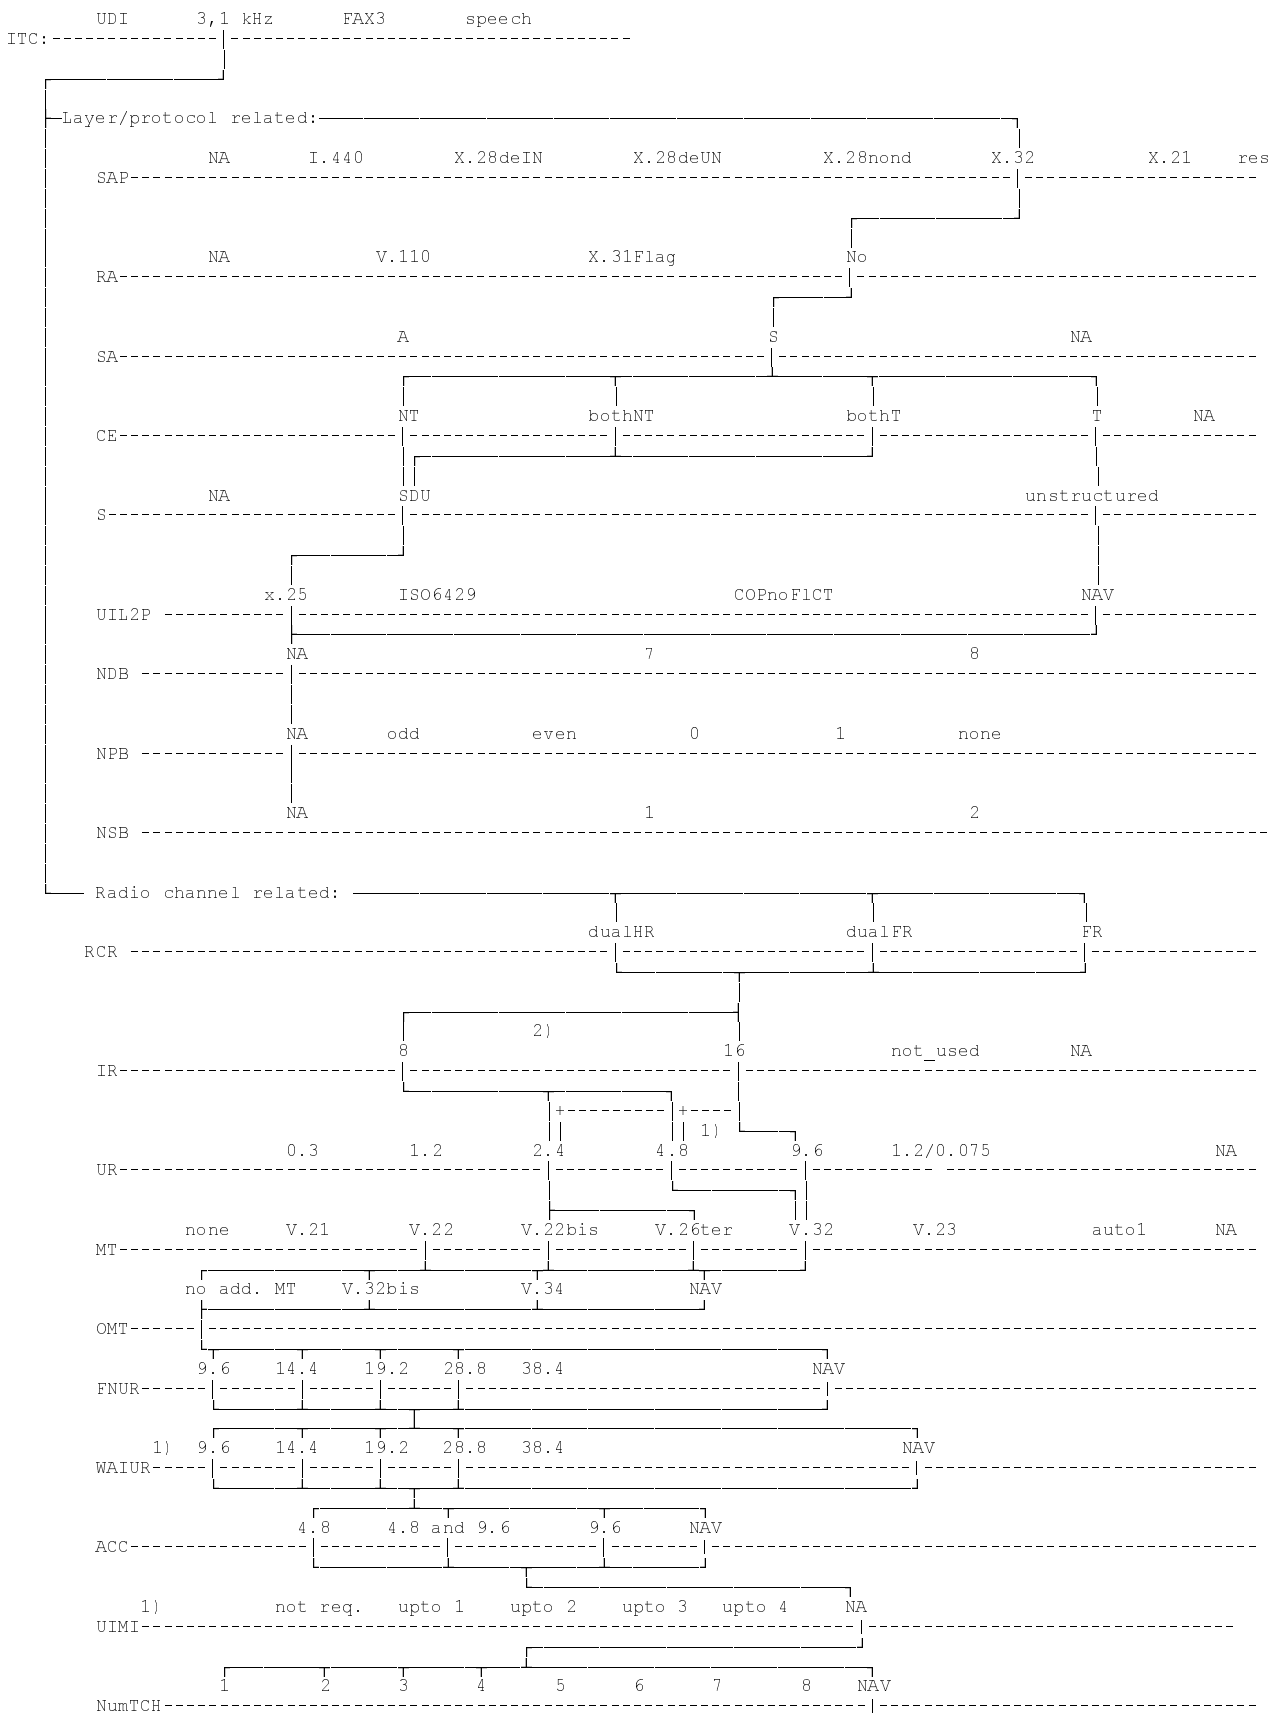 UDI 3,1 kHz FAX3 speech
ITC:
Layer/protocol related:
NA I.440 X.28deIN X.28deUN X.28nond X.32 X.21 res
SAP
NA V.110 X.31Flag No
RA
A S NA
SA
NT bothNT bothT T NA
CE
NA SDU unstructured
S
x.25 ISO6429 COPnoFlCT NAV
UIL2P
NA 7 8
NDB
NA odd even 0 1 none
NPB
NA 1 2
NSB
Radio channel related:
dualHR dualFR FR
RCR
2)
8 16 not_used NA
IR
1)
0.3 1.2 2.4 4.8 9.6 1.2/0.075 NA
UR
none V.21 V.22 V.22bis V.26ter V.32 V.23 auto1 NA
MT
no add. MT V.32bis V.34 NAV
OMT
9.6 14.4 19.2 28.8 38.4 NAV
FNUR
1) 9.6 14.4 19.2 28.8 38.4 NAV
WAIUR
4.8 4.8 and 9.6 9.6 NAV
ACC
1) not req. upto 1 upto 2 upto 3 upto 4 NA
UIMI
1 2 3 4 5 6 7 8 NAV
NumTCH